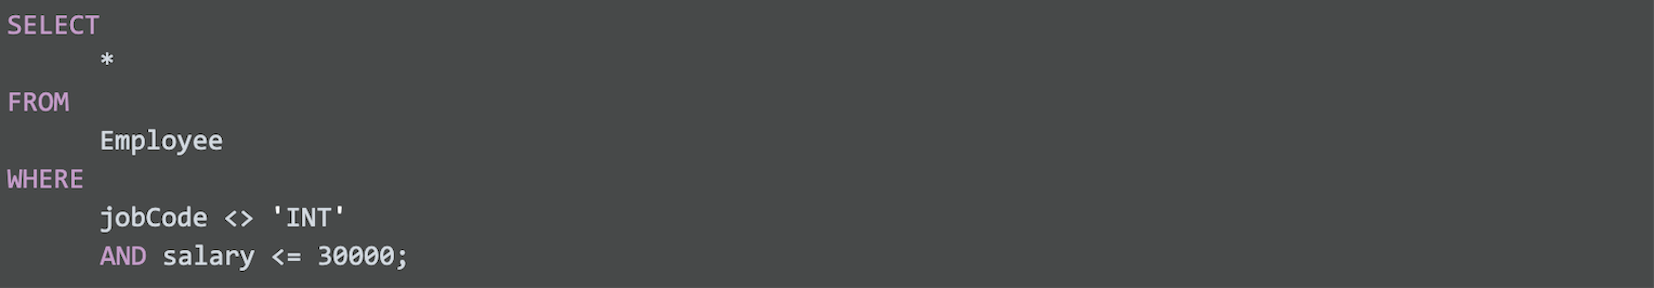 SELECT
*
FROM
Employee
WHERE
jobCode <> 'INT'
AND salary <= 30000;